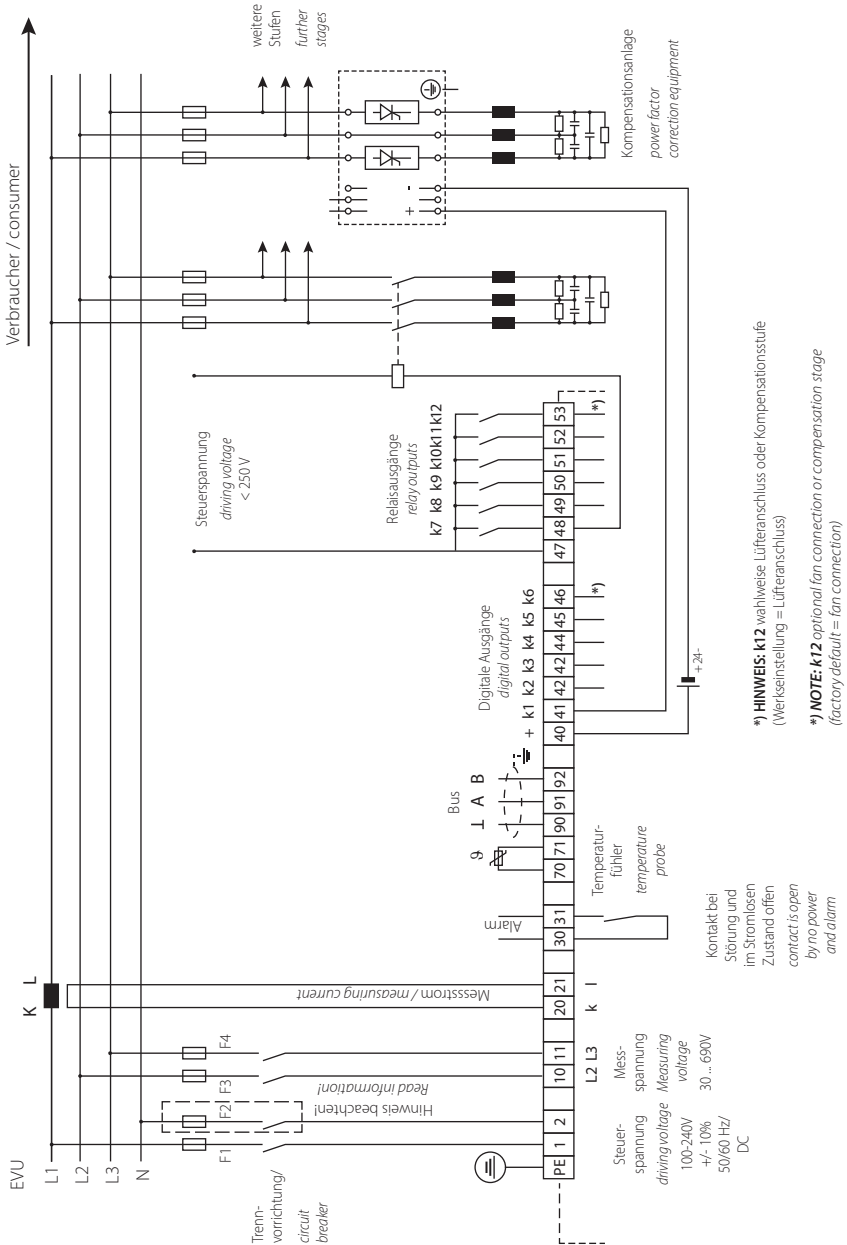 Verbraucher / consumer
EVU
L1
L2
L3
N
K L
weitere
Stufen
further
stages
Kompensationsanlage
power factor
correction equipment
+ -
Trenn-
vorrichtung/
circuit
breaker
F1
F2
F3
F4
Hinweis beachten!
Read information!
Messstrom / measuring current
Alarm
ϑ
Bus
⊥ A B
Digitale Ausgänge
digital outputs
+ k1 k2 k3 k4 k5 k6
Steuerspannung
driving voltage
< 250 V
Relaisausgänge
relay outputs
k7 k8 k9 k10 k11 k12
PE 1 2 10 11 20 21 30 31 70 71 90 91 92 40 41 42 42 44 45 46 47 48 49 50 51 52 53
L2 L3
k l
*)
*)
Steuer-
spannung
driving voltage
100-240V
+/- 10%
50/60 Hz/
DC
Mess-
spannung
Measuring
voltage
30 ... 690V
Kontakt bei
Störung und
im Stromlosen
Zustand offen
contact is open
by no power
and alarm
Temperatur-
fühler
temperature
probe
+24-
*) HINWEIS: k12 wahlweise Lüfteranschluss oder Kompensationsstufe
(Werkseinstellung = Lüfteranschluss)
*) NOTE: k12 optional fan connection or compensation stage
(factory default = fan connection)